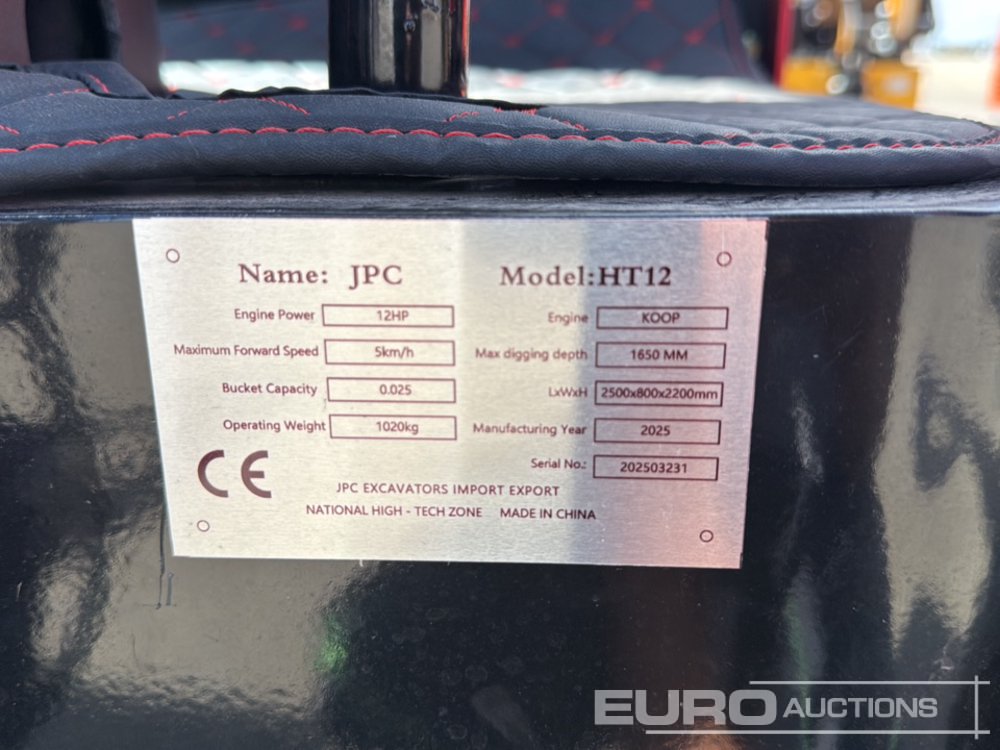 Name: JPC Model: HT12
Engine Power 12HP Engine KOOP
Maximum Forward Speed 5km/h Max digging depth 1650 MM
Bucket Capacity 0.025 LxWxH 2500x800x2200mm
Operating Weight 1020kg Manufacturing Year 2025
Serial No.: 202503231
CE
JPC EXCAVATORS IMPORT EXPORT
NATIONAL HIGH - TECH ZONE MADE IN CHINA
EURO AUCTIONS